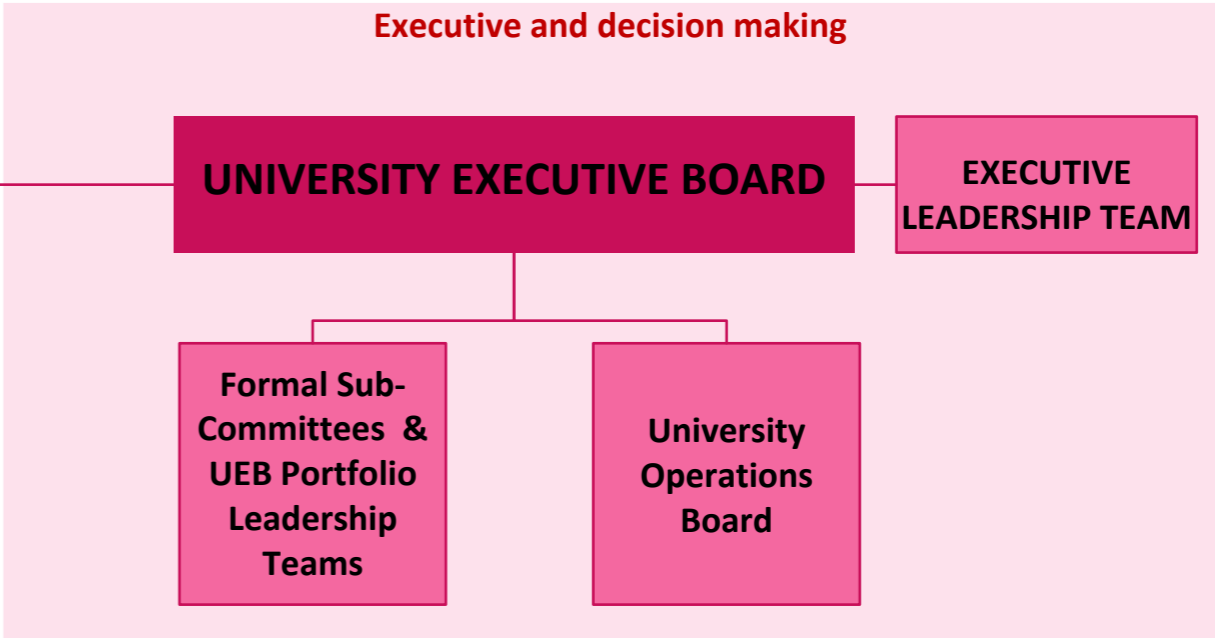 Executive and decision making
UNIVERSITY EXECUTIVE BOARD
EXECUTIVE
LEADERSHIP TEAM
Formal Sub-
Committees &
UEB Portfolio
Leadership
Teams
University
Operations
Board